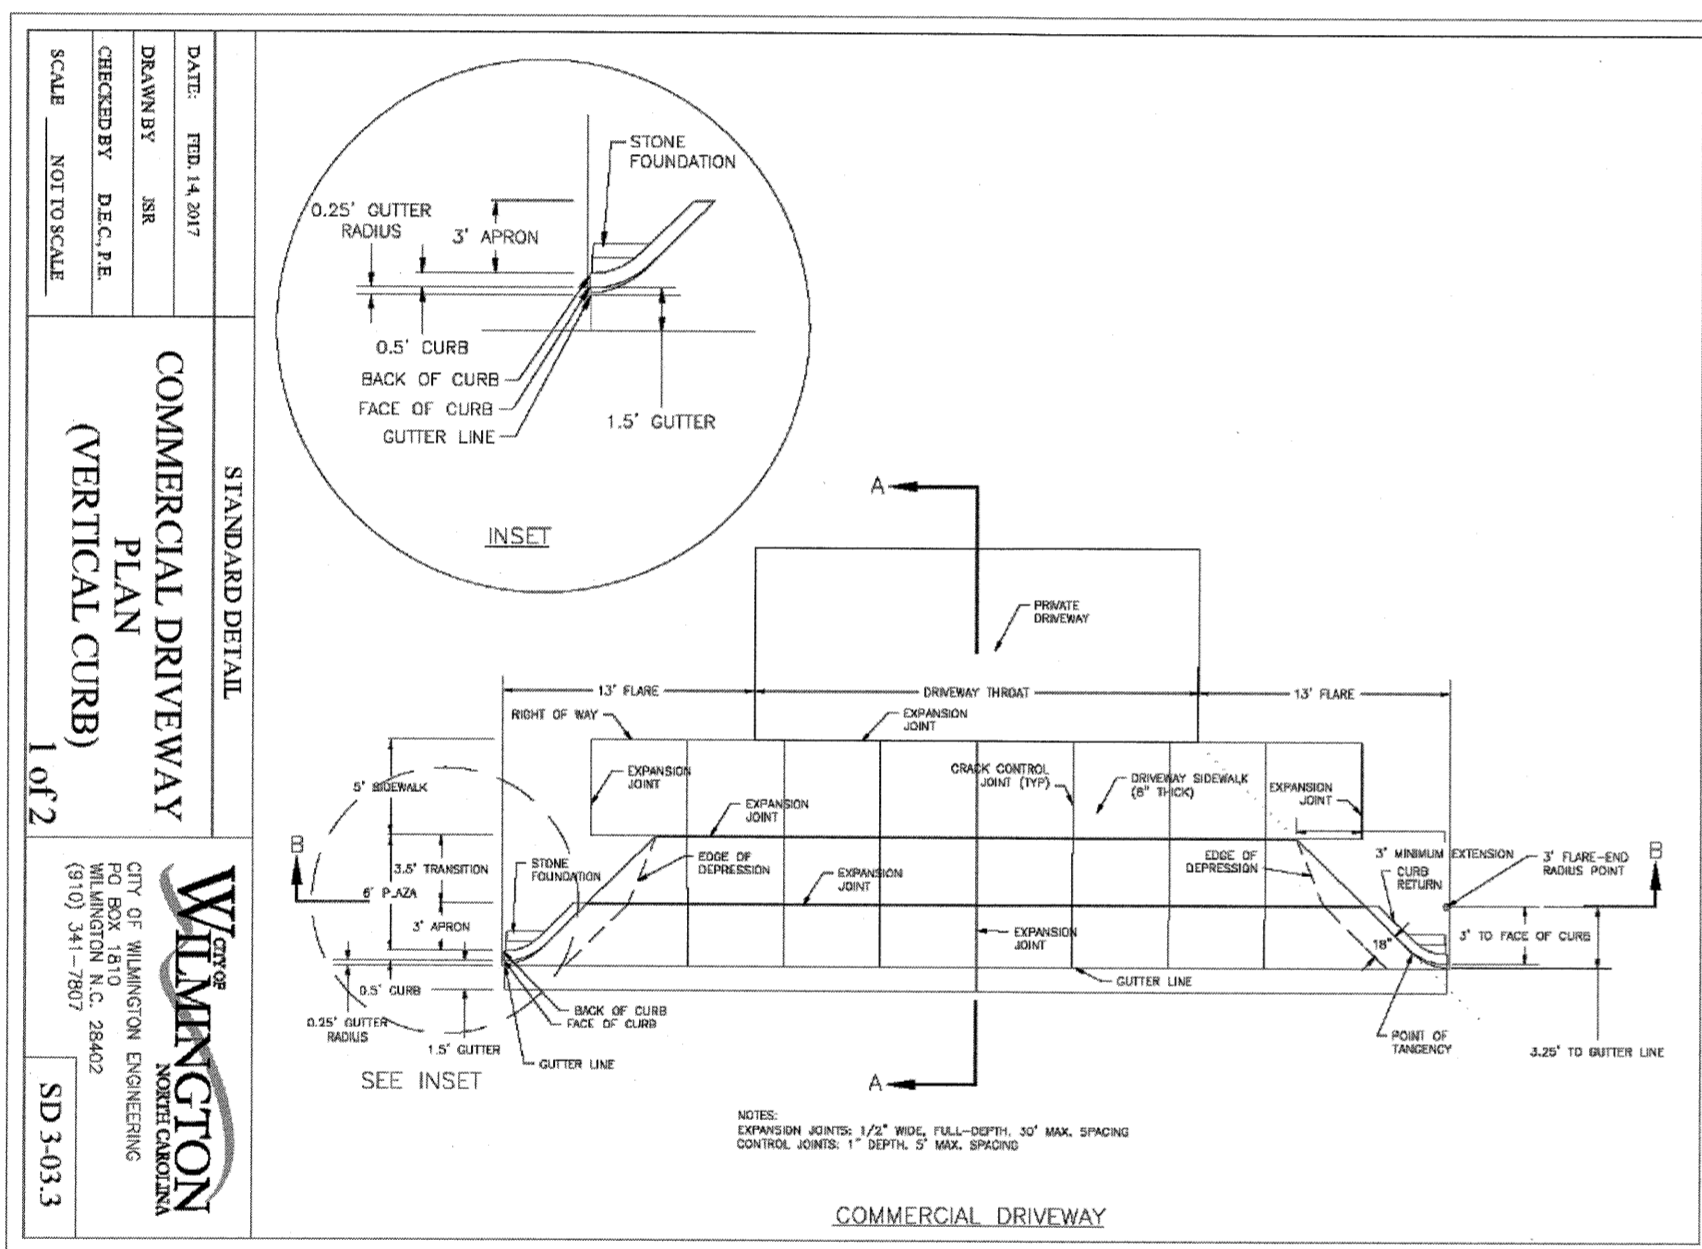 STONE
FOUNDATION
0.25' GUTTER
RADIUS
3' APRON
0.5' CURB
BACK OF CURB
FACE OF CURB
GUTTER LINE
1.5' GUTTER
INSET
A
PRIVATE
DRIVEWAY
13' FLARE
DRIVEWAY THROAT
13' FLARE
RIGHT OF WAY
EXPANSION
JOINT
5' SIDEWALK
EXPANSION
JOINT
EXPANSION
JOINT
CRACK CONTROL
JOINT (TYP)
DRIVEWAY SIDEWALK
(8" THICK)
EXPANSION
JOINT
B
3.5' TRANSITION
6' PLAZA
3' APRON
STONE
FOUNDATION
EDGE OF
DEPRESSION
EXPANSION
JOINT
EDGE OF
DEPRESSION
3' MINIMUM EXTENSION
CURB
RETURN
3' FLARE-END
RADIUS POINT
B
EXPANSION
JOINT
18"
3' TO FACE OF CURB
0.5' CURB
0.25' GUTTER
RADIUS
1.5' GUTTER
BACK OF CURB
FACE OF CURB
GUTTER LINE
GUTTER LINE
POINT OF
TANGENCY
3.25' TO GUTTER LINE
SEE INSET
A
NOTES:
EXPANSION JOINTS: 1/2" WIDE, FULL-DEPTH, 30' MAX. SPACING
CONTROL JOINTS: 1" DEPTH, 5' MAX. SPACING
COMMERCIAL DRIVEWAY
DATE: FEB. 14, 2017
DRAWN BY JSR
CHECKED BY D.E.C., P.E.
SCALE NOT TO SCALE
STANDARD DETAIL
COMMERCIAL DRIVEWAY
PLAN
(VERTICAL CURB)
1 of 2
CITY OF
WILMINGTON
NORTH CAROLINA
CITY OF WILMINGTON ENGINEERING
PO BOX 1810
WILMINGTON N.C. 28402
(910) 341-7807
SD 3-03.3